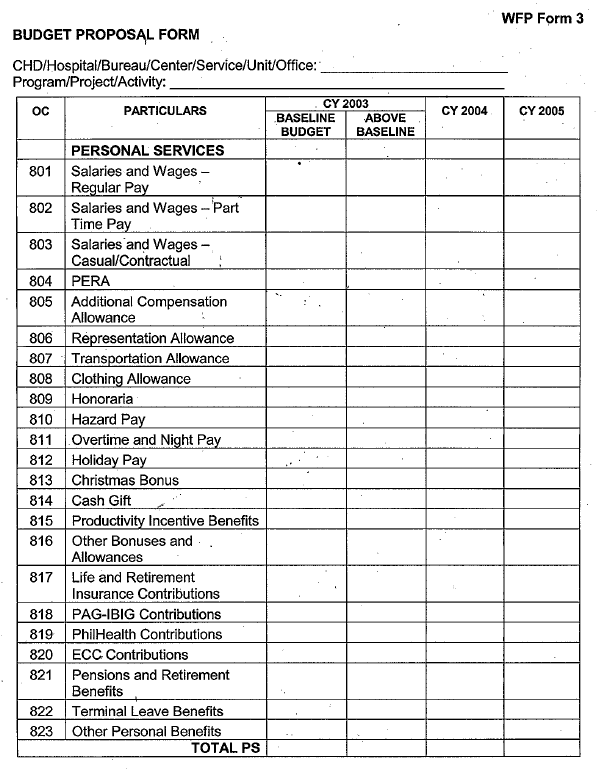 WFP Form 3
BUDGET PROPOSAL FORM
CHD/Hospital/Bureau/Center/Service/Unit/Office:
Program/Project/Activity:
OC PARTICULARS CY 2003 CY 2004 CY 2005
BASELINE BUDGET ABOVE BASELINE
PERSONAL SERVICES
801 Salaries and Wages –
Regular Pay
802 Salaries and Wages – Part
Time Pay
803 Salaries and Wages –
Casual/Contractual
804 PERA
805 Additional Compensation
Allowance
806 Representation Allowance
807 Transportation Allowance
808 Clothing Allowance
809 Honoraria
810 Hazard Pay
811 Overtime and Night Pay
812 Holiday Pay
813 Christmas Bonus
814 Cash Gift
815 Productivity Incentive Benefits
816 Other Bonuses and
Allowances
817 Life and Retirement
Insurance Contributions
818 PAG-IBIG Contributions
819 PhilHealth Contributions
820 ECC Contributions
821 Pensions and Retirement
Benefits
822 Terminal Leave Benefits
823 Other Personal Benefits
TOTAL PS